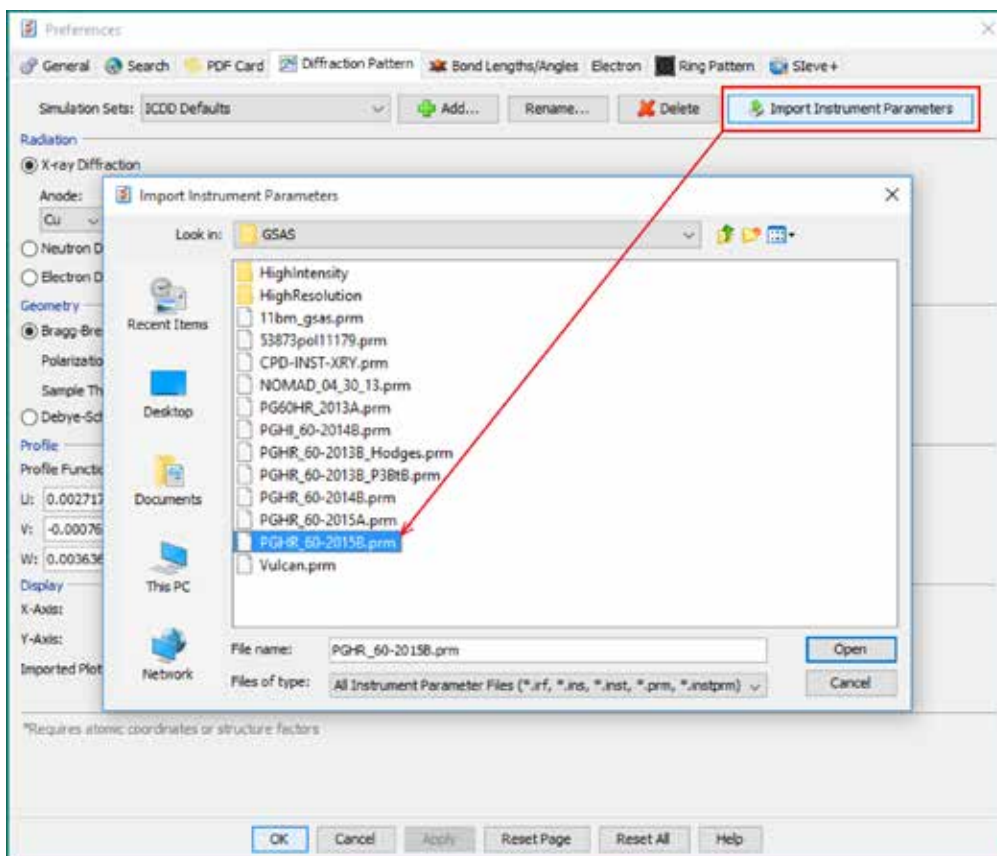 Preferences
General Search PDF Card Diffraction Pattern Bond Lengths/Angles Electron Ring Pattern SIeve+
Simulation Sets: ICDD Defaults Add... Rename... Delete Import Instrument Parameters
Radiation
X-ray Diffraction
Anode:
Cu
Neutron D
Electron D
Geometry
Bragg-Bre
Polarizatio
Sample Th
Debye-Sch
Profile
Profile Functio
U: 0.002717
V: -0.00076
W: 0.003636
Display
X-Axis:
Y-Axis:
Imported Plot
Import Instrument Parameters
Look in: GSAS
Recent Items
Desktop
Documents
This PC
Network
HighIntensity
HighResolution
11bm_gsas.prm
53873pol11179.prm
CPD-INST-XRY.prm
NOMAD_04_30_13.prm
PG60HR_2013A.prm
PGHI_60-2014B.prm
PGHR_60-2013B_Hodges.prm
PGHR_60-2013B_P3BtB.prm
PGHR_60-2014B.prm
PGHR_60-2015A.prm
PGHR_60-2015B.prm
Vulcan.prm
File name: PGHR_60-2015B.prm Open
Files of type: All Instrument Parameter Files (*.irf, *.ins, *.inst, *.prm, *.instprm) Cancel
*Requires atomic coordinates or structure factors
OK Cancel Apply Reset Page Reset All Help